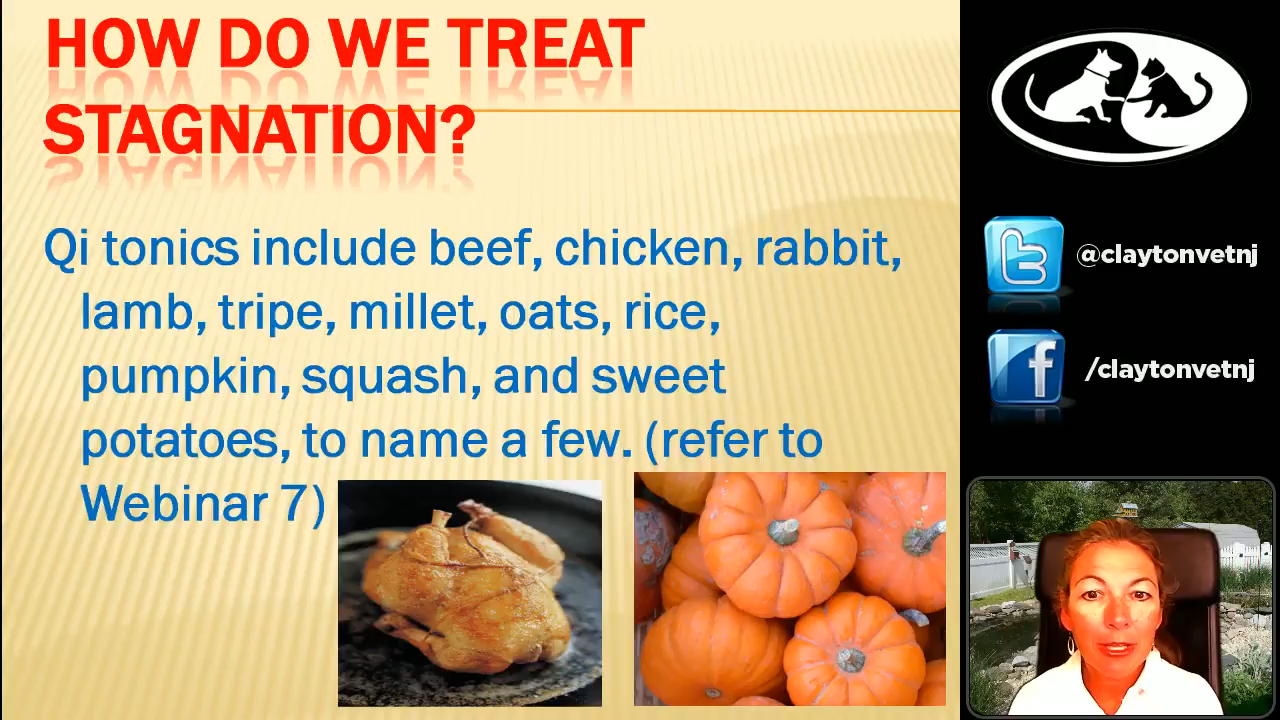 HOW DO WE TREAT
STAGNATION?
Qi tonics include beef, chicken, rabbit,
lamb, tripe, millet, oats, rice,
pumpkin, squash, and sweet
potatoes, to name a few. (refer to
Webinar 7)
@claytonvetnj
/claytonvetnj